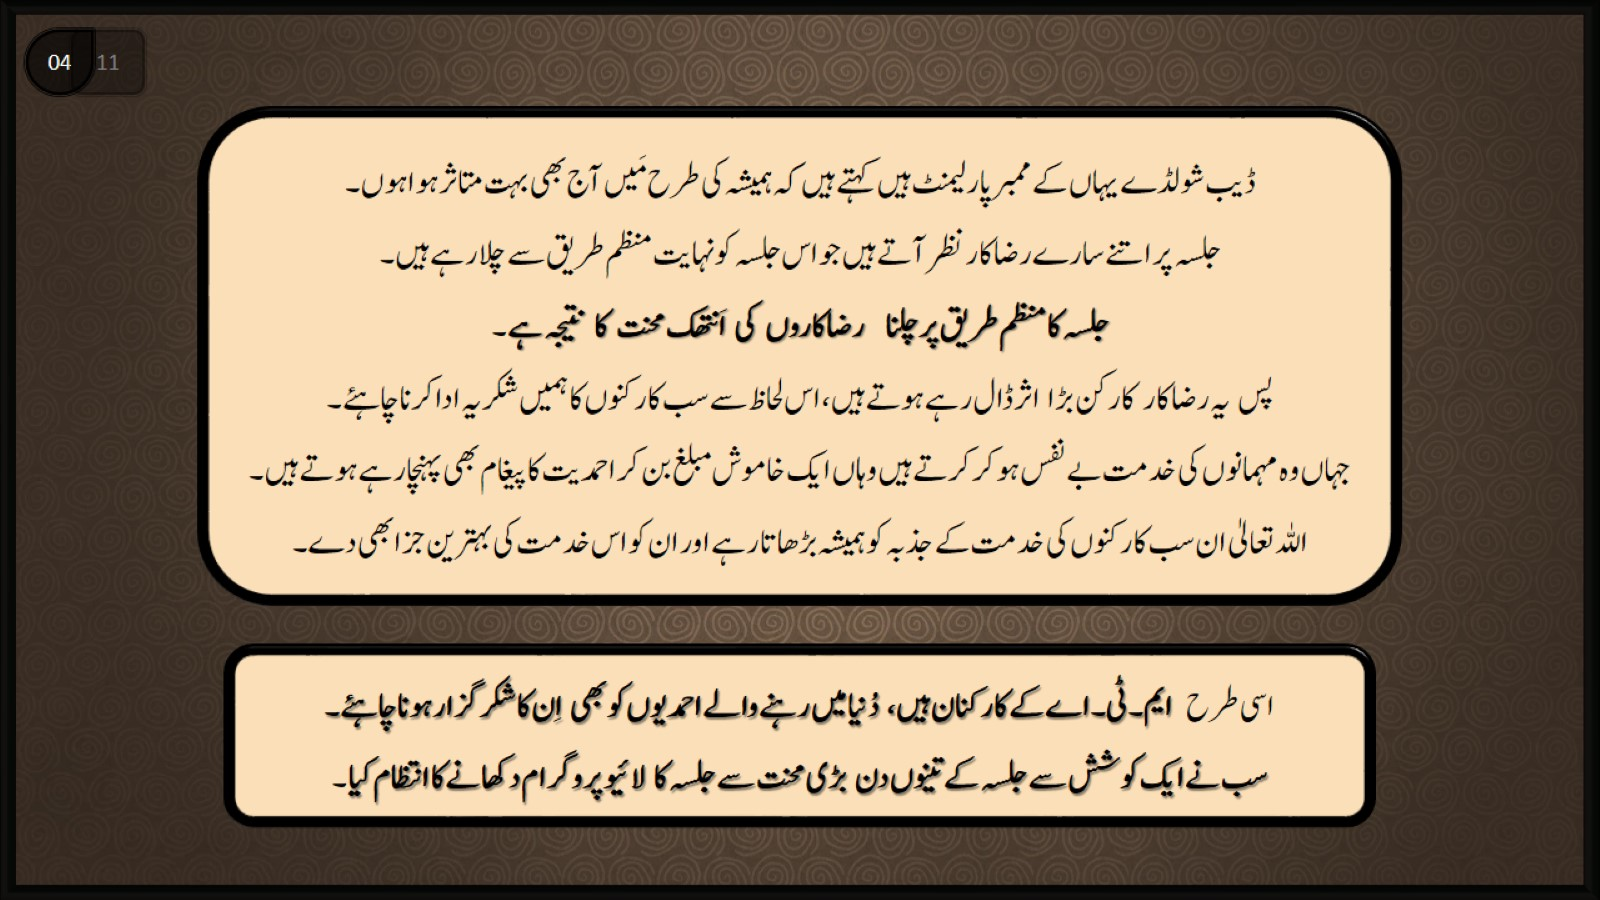 04 11
ڈیب شولڈے یہاں کے ممبر پارلیمنٹ ہیں کہتے ہیں کہ ہمیشہ کی طرح مَیں آج بھی بہت متاثر ہوا ہوں۔
جلسہ پر اتنے سارے رضاکار نظر آتے ہیں جو اس جلسہ کو نہایت منظم طریق سے چلا رہے ہیں۔
جلسہ کا منظم طریق پر چلنا رضاکاروں کی اَنتھک محنت کا نتیجہ ہے۔
پس یہ رضاکار کارکن بڑا اثر ڈال رہے ہوتے ہیں، اس لحاظ سے سب کارکنوں کا ہمیں شکریہ ادا کرنا چاہئے۔
جہاں وہ مہمانوں کی خدمت بے نفس ہو کر کرتے ہیں وہاں ایک خاموش مبلغ بن کر احمدیت کا پیغام بھی پہنچا رہے ہوتے ہیں۔
اللہ تعالیٰ ان سب کارکنوں کی خدمت کے جذبہ کو ہمیشہ بڑھاتا رہے اور ان کو اس خدمت کی بہترین جزا بھی دے۔
اسی طرح ایم۔ٹی۔اے کے کارکنان ہیں، دُنیا میں رہنے والے احمدیوں کو بھی اِن کا شکر گزار ہونا چاہئے۔
سب نے ایک کوشش سے جلسہ کے تینوں دن بڑی محنت سے جلسہ کا لائیو پروگرام دکھانے کا انتظام کیا۔